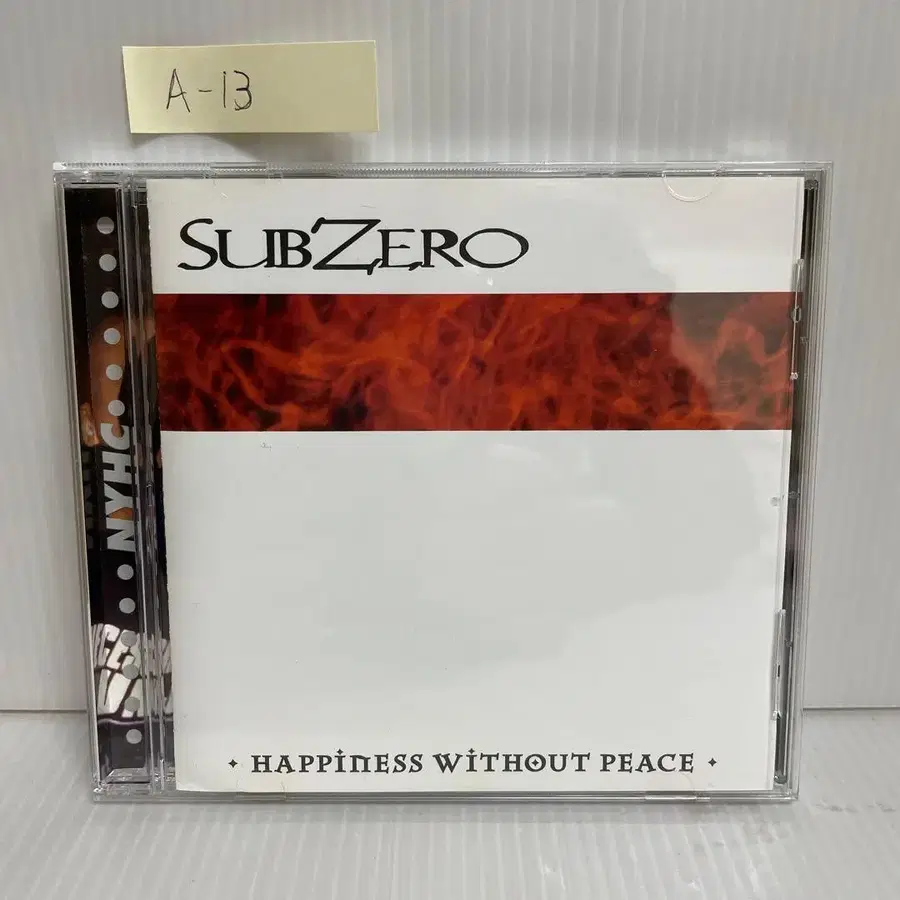 A-13
SUBZERO
NYHC
· HAPPINESS WITHOUT PEACE ·